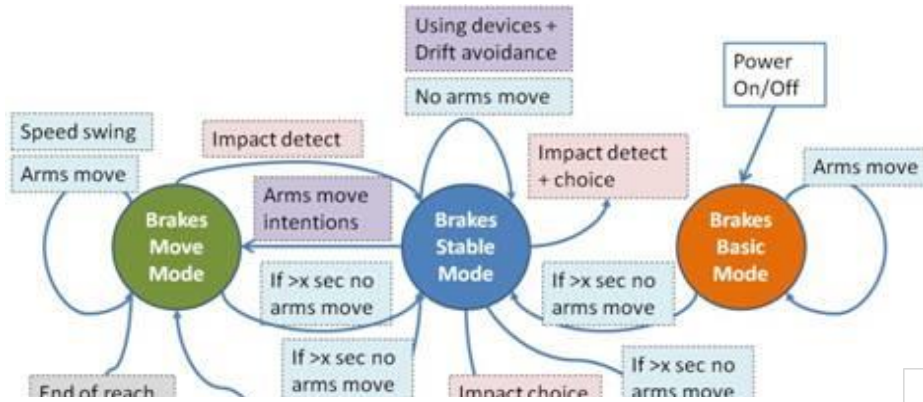 Using devices +
Drift avoidance
Power
On/Off
No arms move
Speed swing
Impact detect
Impact detect
+ choice
Arms move
Arms move
Arms move
intentions
Brakes
Move
Mode
Brakes
Stable
Mode
Brakes
Basic
Mode
If >x sec no
arms move
If >x sec no
arms move
If >x sec no
arms move
If >x sec no
arms move
End of reach
Impact choice